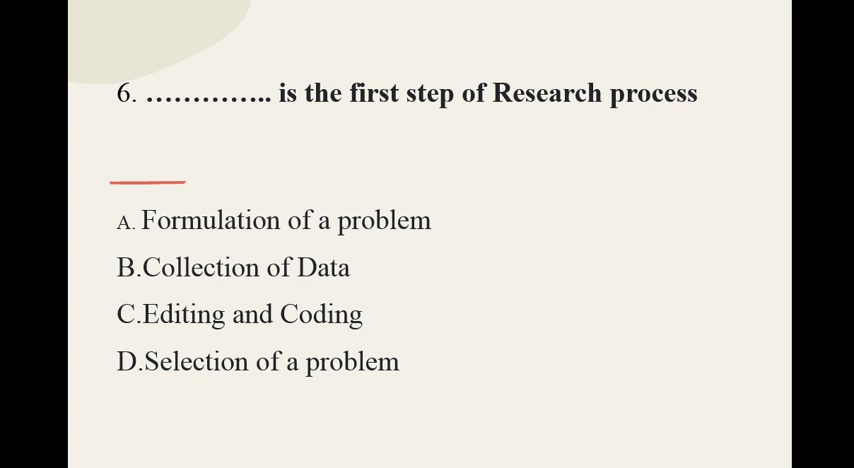 6. ………….. is the first step of Research process
A. Formulation of a problem
B.Collection of Data
C.Editing and Coding
D.Selection of a problem